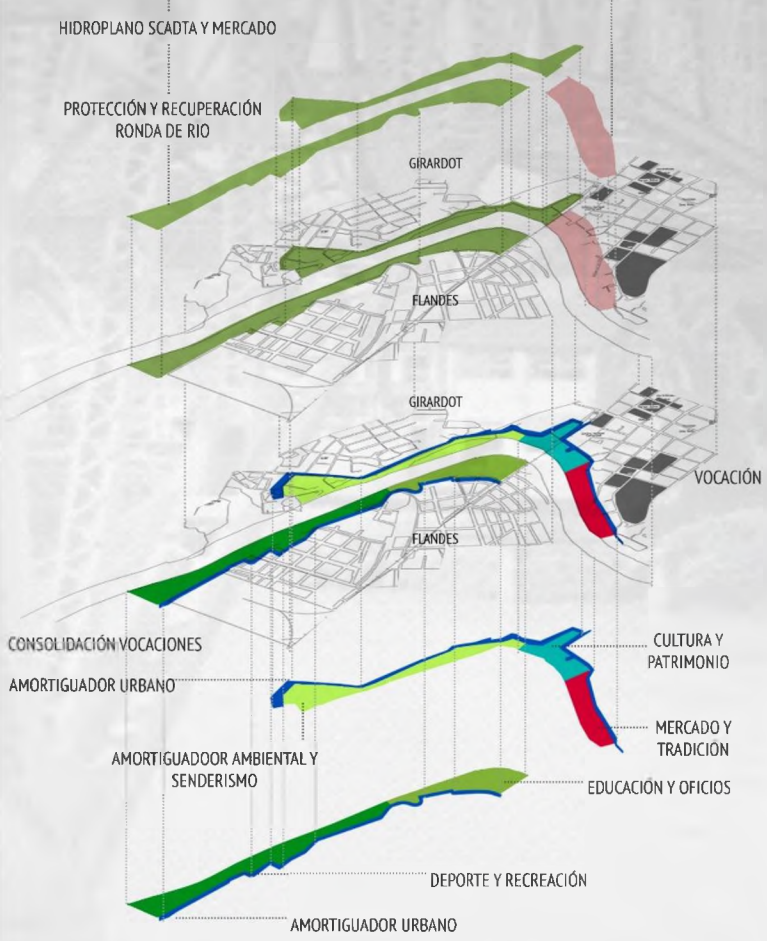 HIDROPLANO SCADTA Y MERCADO
PROTECCIÓN Y RECUPERACIÓN
RONDA DE RIO
GIRARDOT
FLANDES
GIRARDOT
VOCACIÓN
FLANDES
CONSOLIDACIÓN VOCACIONES
CULTURA Y
PATRIMONIO
AMORTIGUADOR URBANO
MERCADO Y
TRADICIÓN
AMORTIGUADOOR AMBIENTAL Y
SENDERISMO
EDUCACIÓN Y OFICIOS
DEPORTE Y RECREACIÓN
AMORTIGUADOR URBANO